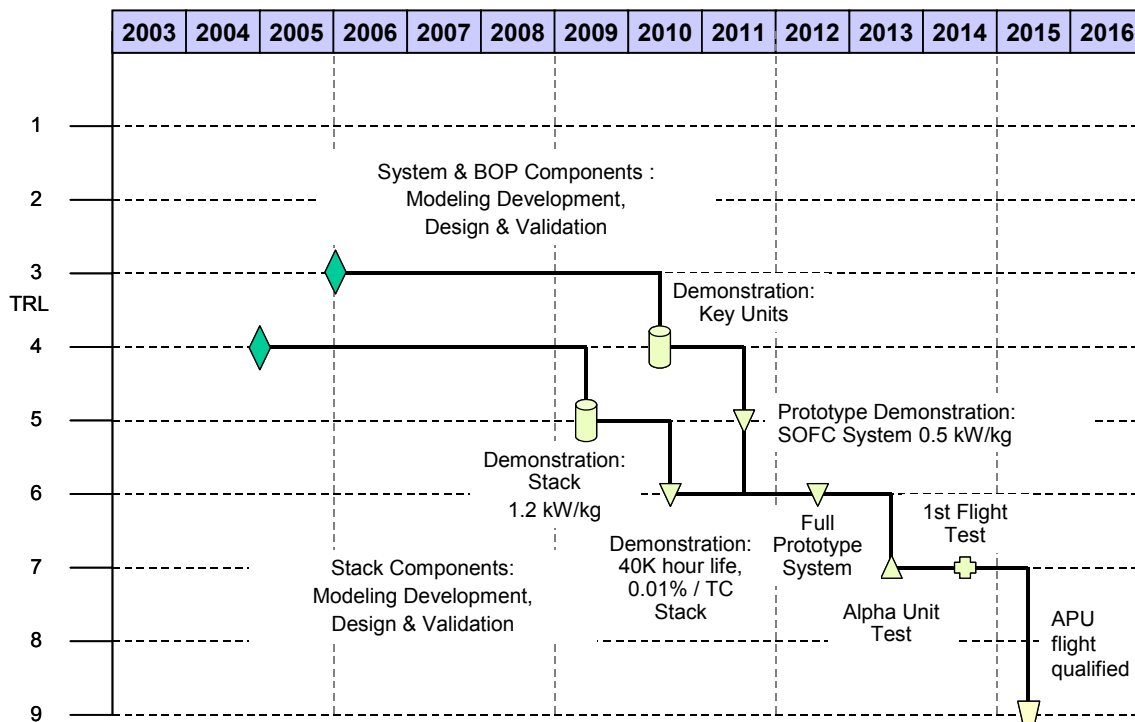 2003 2004 2005 2006 2007 2008 2009 2010 2011 2012 2013 2014 2015 2016
1
System & BOP Components :
Modeling Development,
Design & Validation
2
3
TRL
Demonstration:
Key Units
4
Prototype Demonstration:
SOFC System 0.5 kW/kg
5
Demonstration:
Stack
1.2 kW/kg
6
Full
Prototype
System
1st Flight
Test
Demonstration:
40K hour life,
0.01% / TC
Stack
7
Stack Components:
Modeling Development,
Design & Validation
Alpha Unit
Test
APU
flight
qualified
8
9